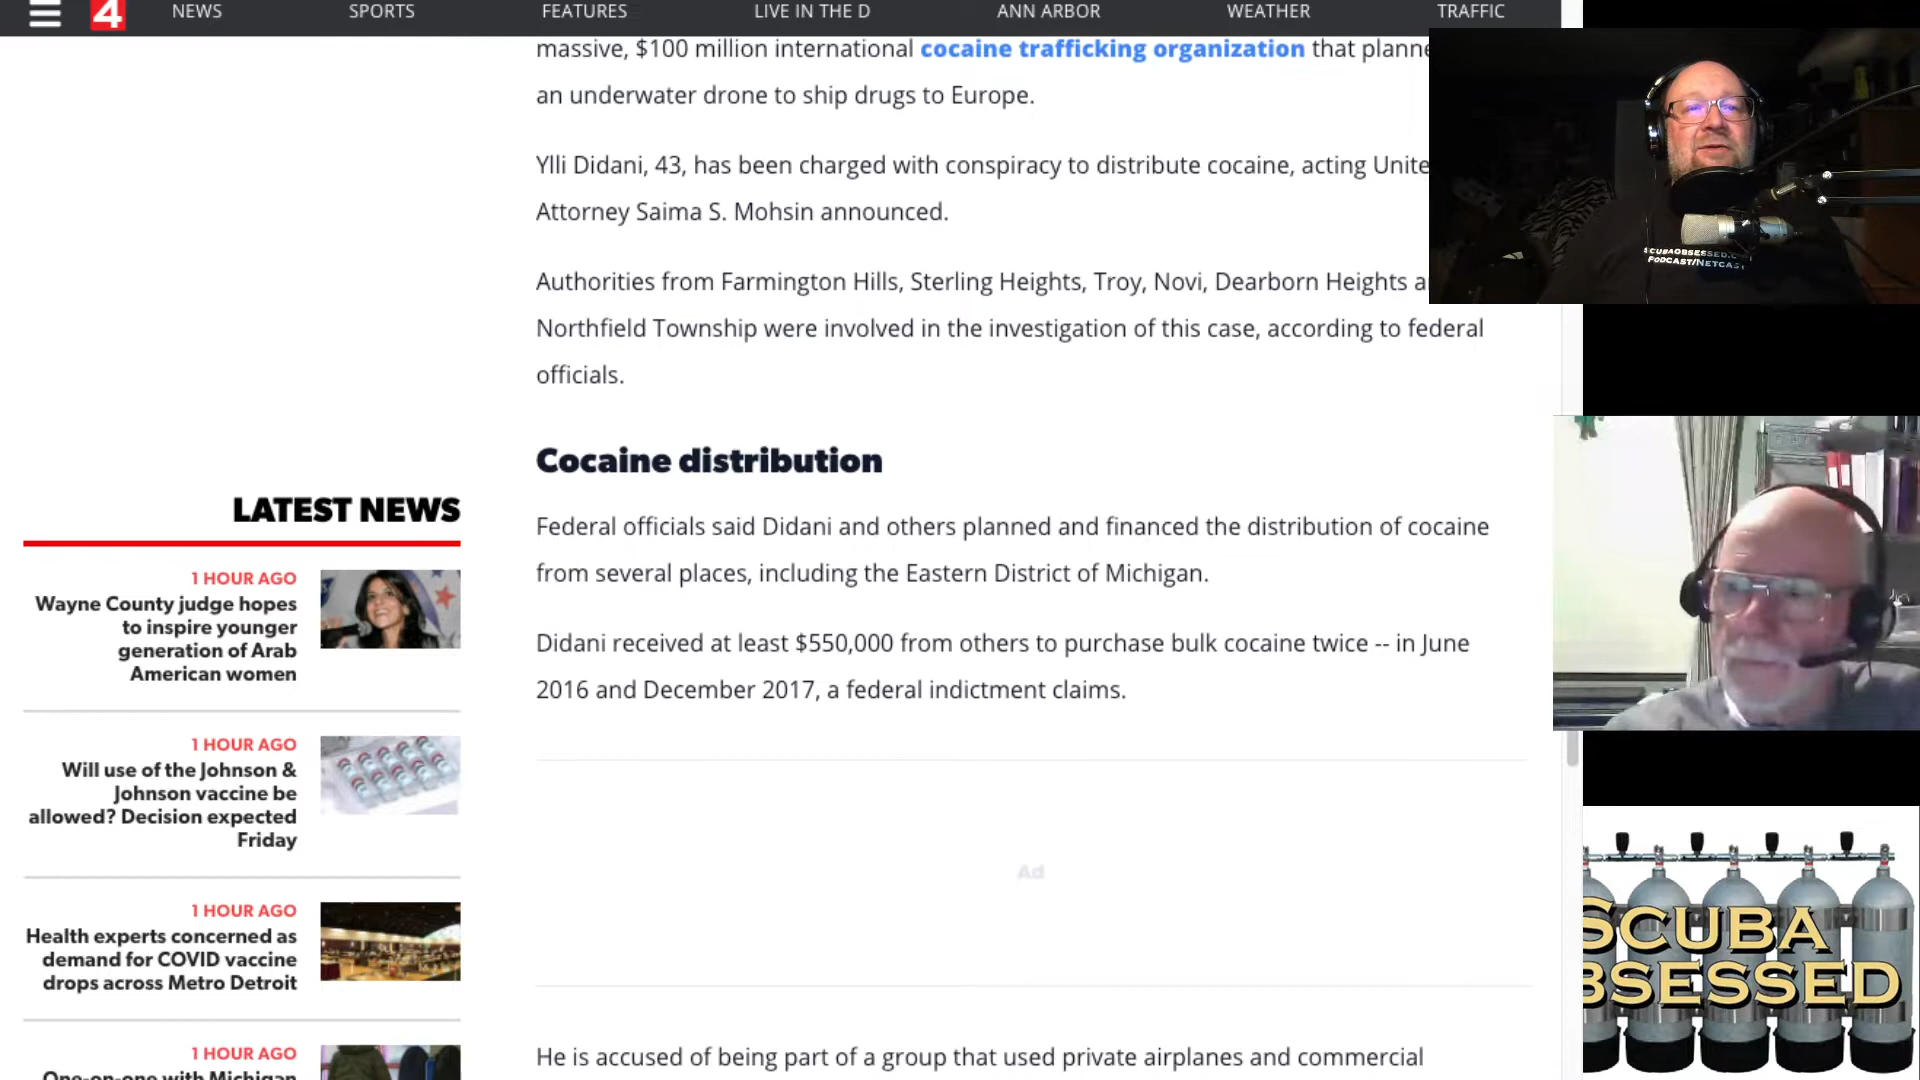 4
NEWS
SPORTS
FEATURES
LIVE IN THE D
ANN ARBOR
WEATHER
TRAFFIC
massive, $100 million international cocaine trafficking organization that
an underwater drone to ship drugs to Europe.
Ylli Didani, 43, has been charged with conspiracy to distribute cocaine, acting
Attorney Saima S. Mohsin announced.
Authorities from Farmington Hills, Sterling Heights, Troy, Novi, Dearborn Heights
Northfield Township were involved in the investigation of this case, according to federal
officials.
Cocaine distribution
Federal officials said Didani and others planned and financed the distribution of cocaine
from several places, including the Eastern District of Michigan.
Didani received at least $550,000 from others to purchase bulk cocaine twice -- in June
2016 and December 2017, a federal indictment claims.
Ad
He is accused of being part of a group that used private airplanes and commercial
LATEST NEWS
1 HOUR AGO
Wayne County judge hopes
to inspire younger
generation of Arab
American women
1 HOUR AGO
Will use of the Johnson &
Johnson vaccine be
allowed? Decision expected
Friday
1 HOUR AGO
Health experts concerned as
demand for COVID vaccine
drops across Metro Detroit
1 HOUR AGO
One-on-one with Michigan
PODCAST/NETCAST
SCUBA
BSESSED